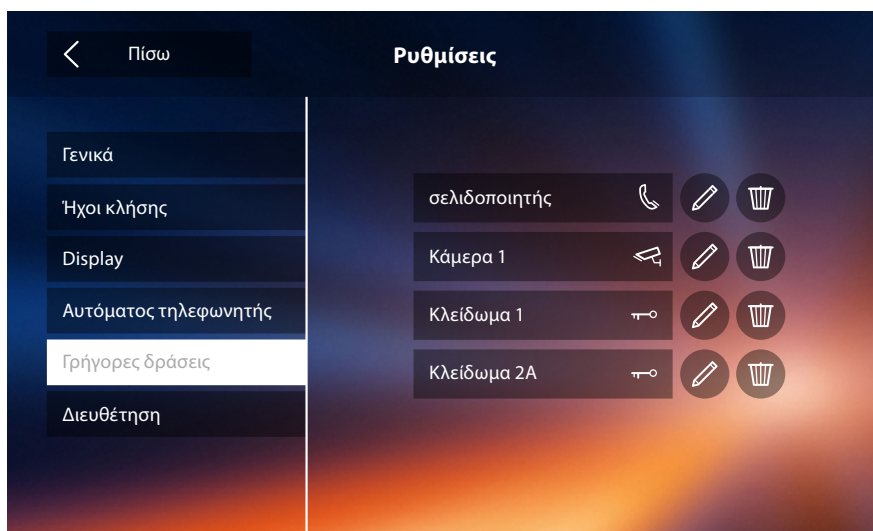 Πίσω
Ρυθμίσεις
Γενικά
Ήχοι κλήσης
Display
Αυτόματος τηλεφωνητής
Γρήγορες δράσεις
Διευθέτηση
σελιδοποιητής
Κάμερα 1
Κλείδωμα 1
Κλείδωμα 2A